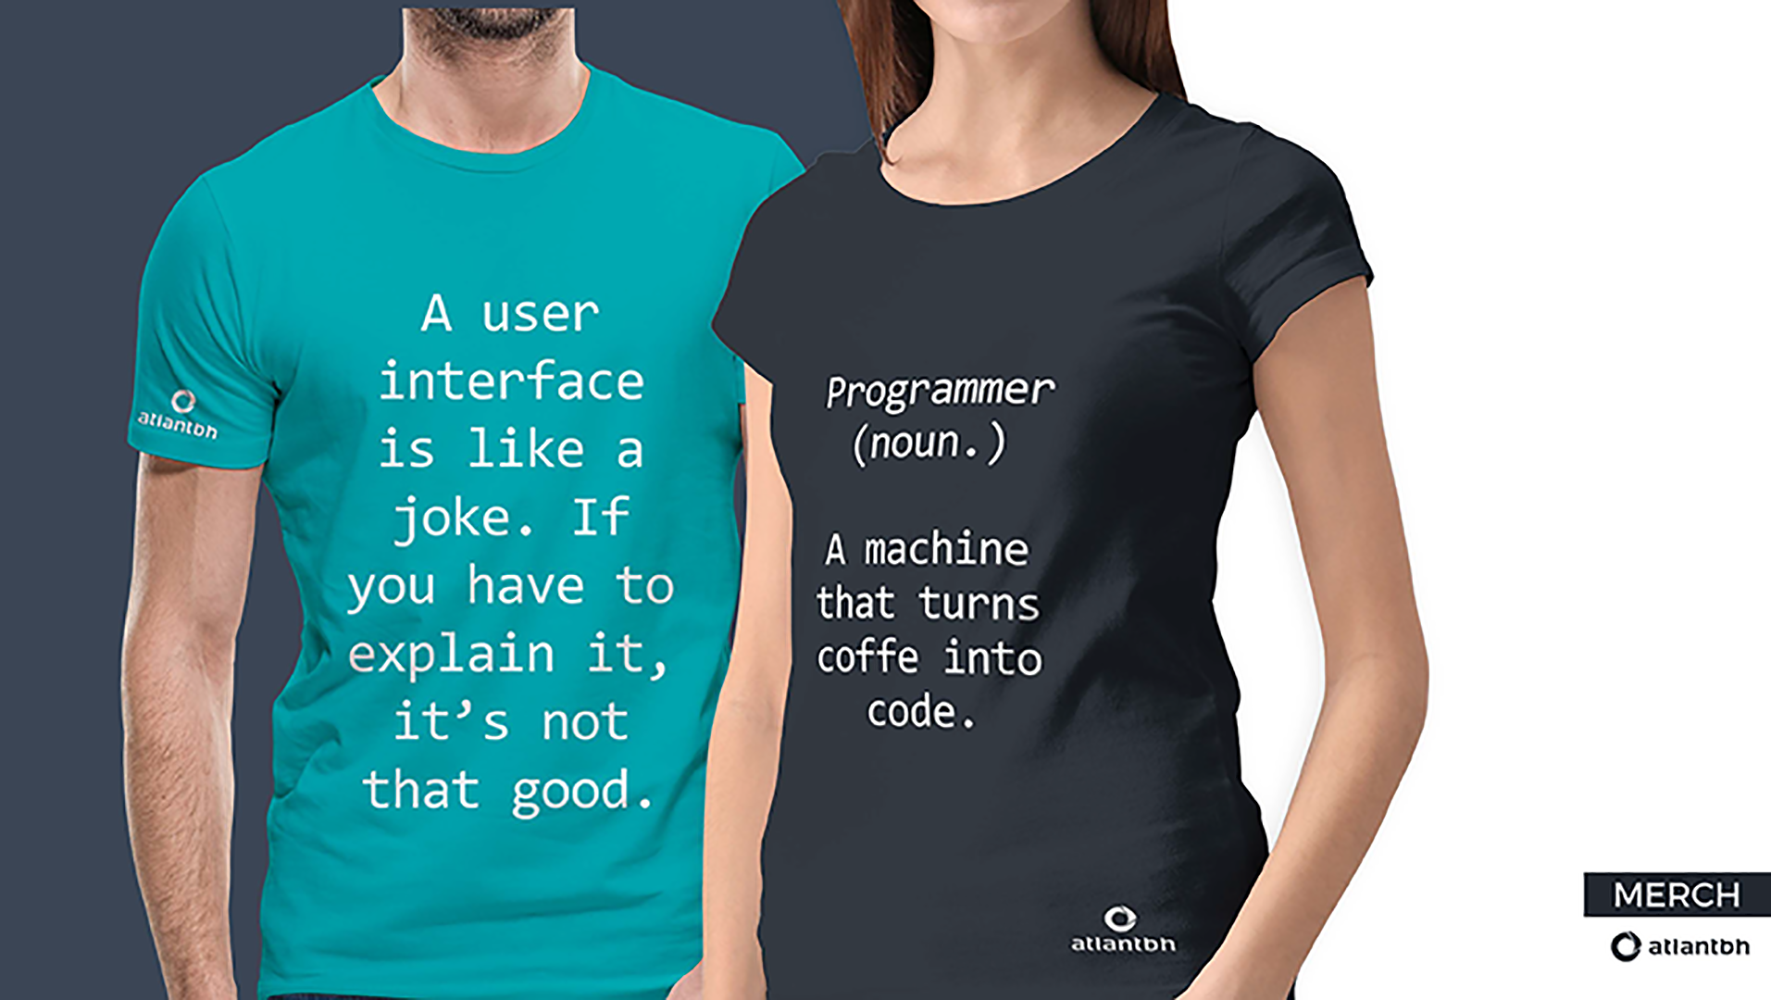 A user
interface
is like a
joke. If
you have to
explain it,
it’s not
that good.
atlantbh
Programmer
(noun.)
A machine
that turns
coffe into
code.
atlantbh
MERCH
atlantbh